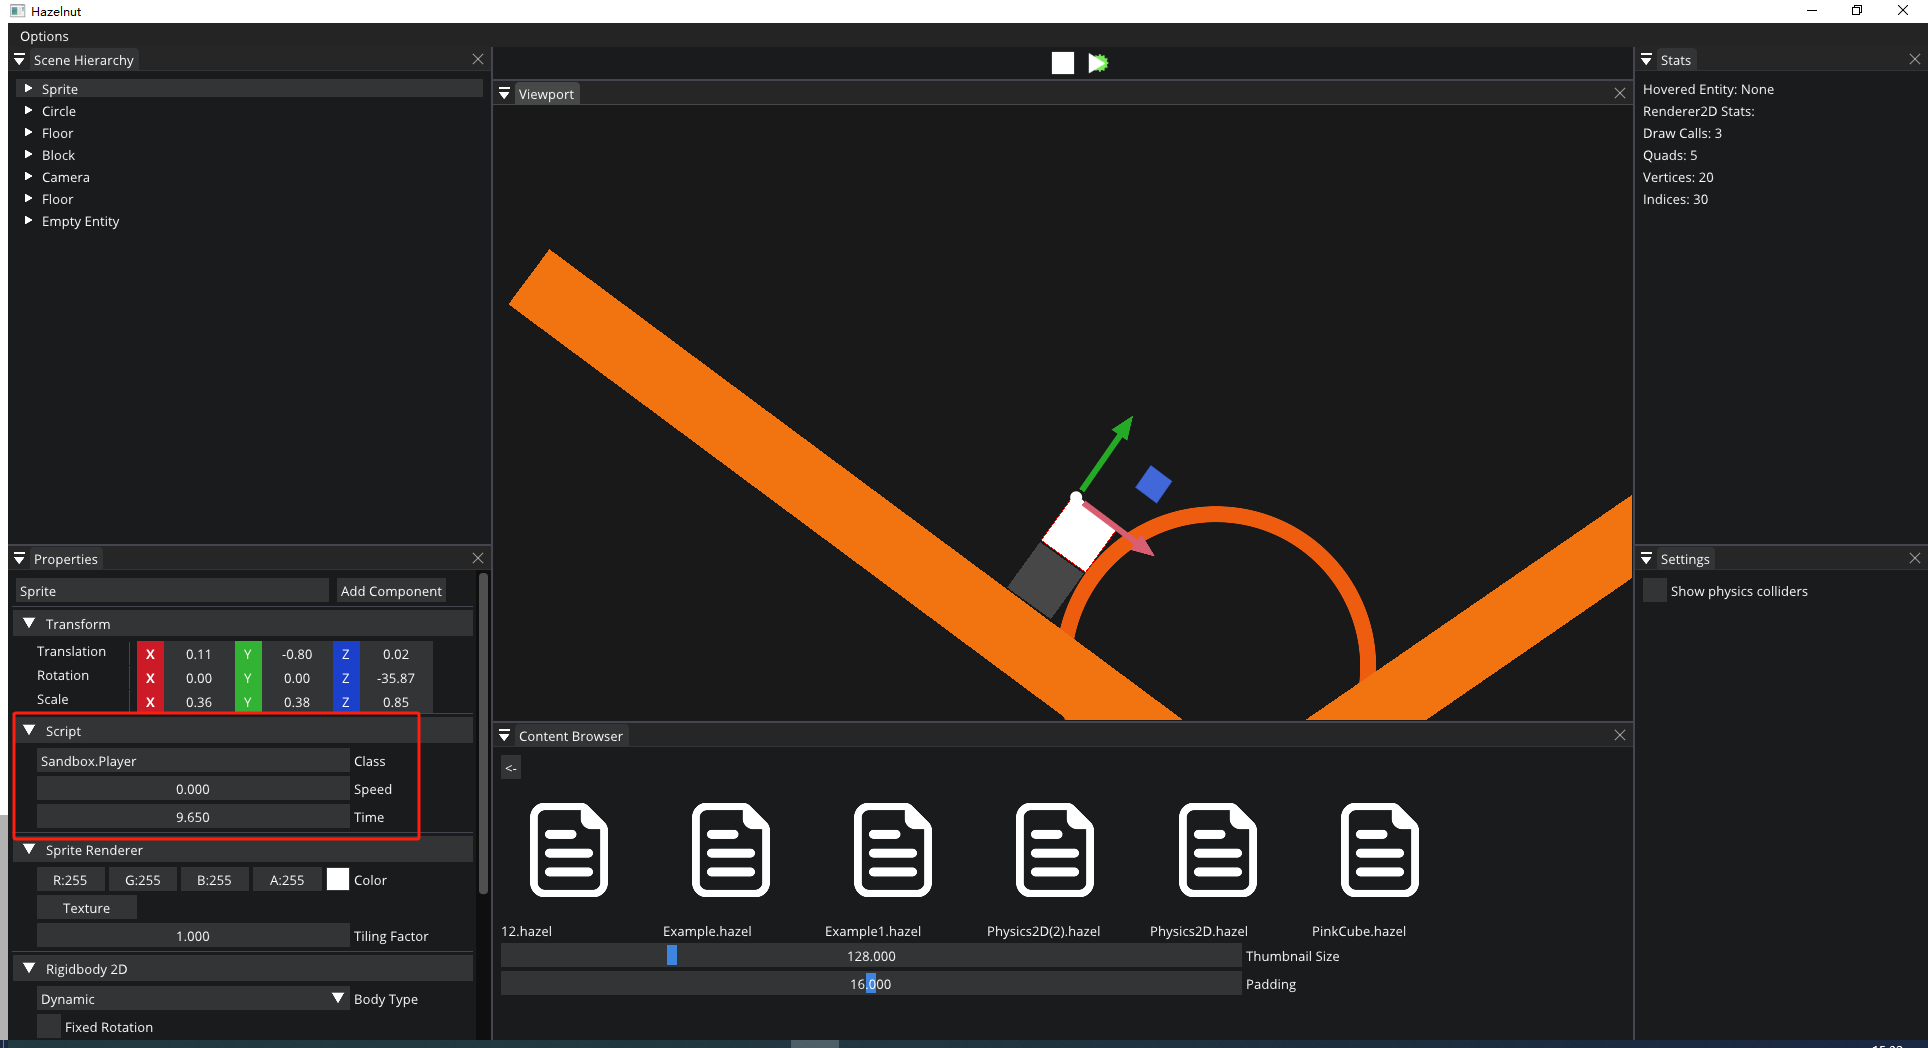 Hazelnut
Options
Scene Hierarchy
Sprite
Circle
Floor
Block
Camera
Floor
Empty Entity
Properties
Sprite
Add Component
Transform
Translation X 0.11 Y -0.80 Z 0.02
Rotation X 0.00 Y 0.00 Z -35.87
Scale X 0.36 Y 0.38 Z 0.85
Script
Sandbox.Player Class
0.000 Speed
9.650 Time
Sprite Renderer
R:255 G:255 B:255 A:255 Color
Texture
1.000 Tiling Factor
Rigidbody 2D
Dynamic Body Type
Fixed Rotation
Viewport
Content Browser
<-
12.hazel
Example.hazel
Example1.hazel
Physics2D(2).hazel
Physics2D.hazel
PinkCube.hazel
128.000 Thumbnail Size
16.000 Padding
Stats
Hovered Entity: None
Renderer2D Stats:
Draw Calls: 3
Quads: 5
Vertices: 20
Indices: 30
Settings
Show physics colliders